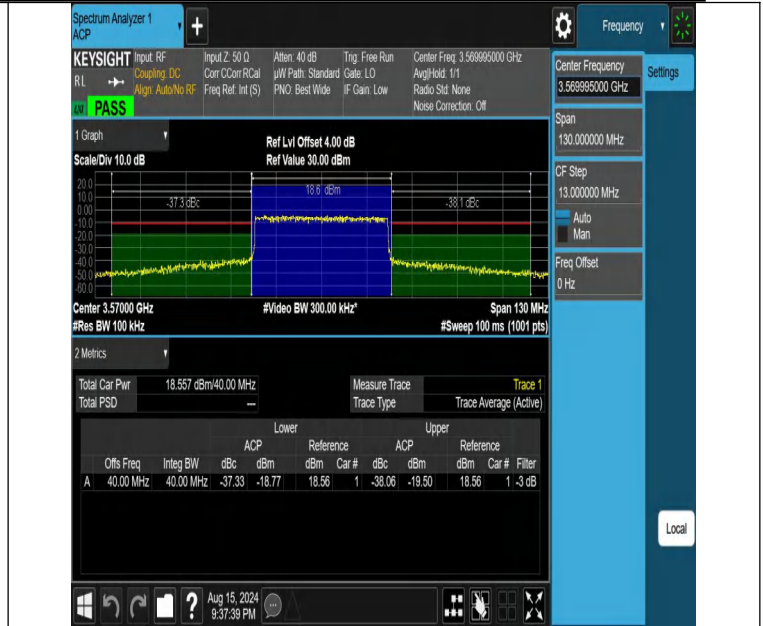 Spectrum Analyzer 1
ACP
+
Frequency
KEYSIGHT Input: RF Input Z: 50 Ω Atten: 40 dB Trig: Free Run Center Freq: 3.569995000 GHz
RL Coupling: DC Corr CCorr RCal µW Path: Standard Gate: LO Avg|Hold: 1/1
Align: Auto/No RF Freq Ref: Int (S) PNO: Best Wide IF Gain: Low Radio Std: None
PASS Noise Correction: Off
Center Frequency
3.569995000 GHz
Settings
Span
130.000000 MHz
CF Step
13.000000 MHz
Auto
Man
Freq Offset
0 Hz
1 Graph
Ref Lvl Offset 4.00 dB
Scale/Div 10.0 dB Ref Value 30.00 dBm
20.0
10.0
0.00
-10.0
-20.0
-30.0
-40.0
-50.0
-60.0
-37.3 dBc 18.6 dBm -38.1 dBc
Center 3.57000 GHz #Video BW 300.00 kHz* Span 130 MHz
#Res BW 100 kHz #Sweep 100 ms (1001 pts)
2 Metrics
Total Car Pwr 18.557 dBm/40.00 MHz Measure Trace Trace 1
Total PSD --- Trace Type Trace Average (Active)
Lower Upper
ACP Reference ACP Reference
Offs Freq Integ BW dBc dBm dBm Car # dBc dBm dBm Car # Filter
A 40.00 MHz 40.00 MHz -37.33 -18.77 18.56 1 -38.06 -19.50 18.56 1 -3 dB
Local
? Aug 15, 2024
9:37:39 PM